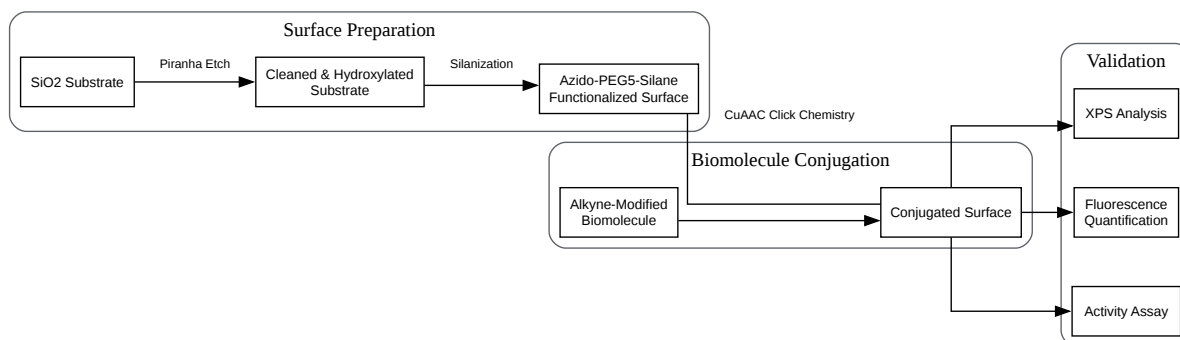 Surface Preparation
SiO2 Substrate
Piranha Etch
Cleaned & Hydroxylated
Substrate
Silanization
Azido-PEG5-Silane
Functionalized Surface
CuAAC Click Chemistry
Biomolecule Conjugation
Alkyne-Modified
Biomolecule
Conjugated Surface
Validation
XPS Analysis
Fluorescence
Quantification
Activity Assay